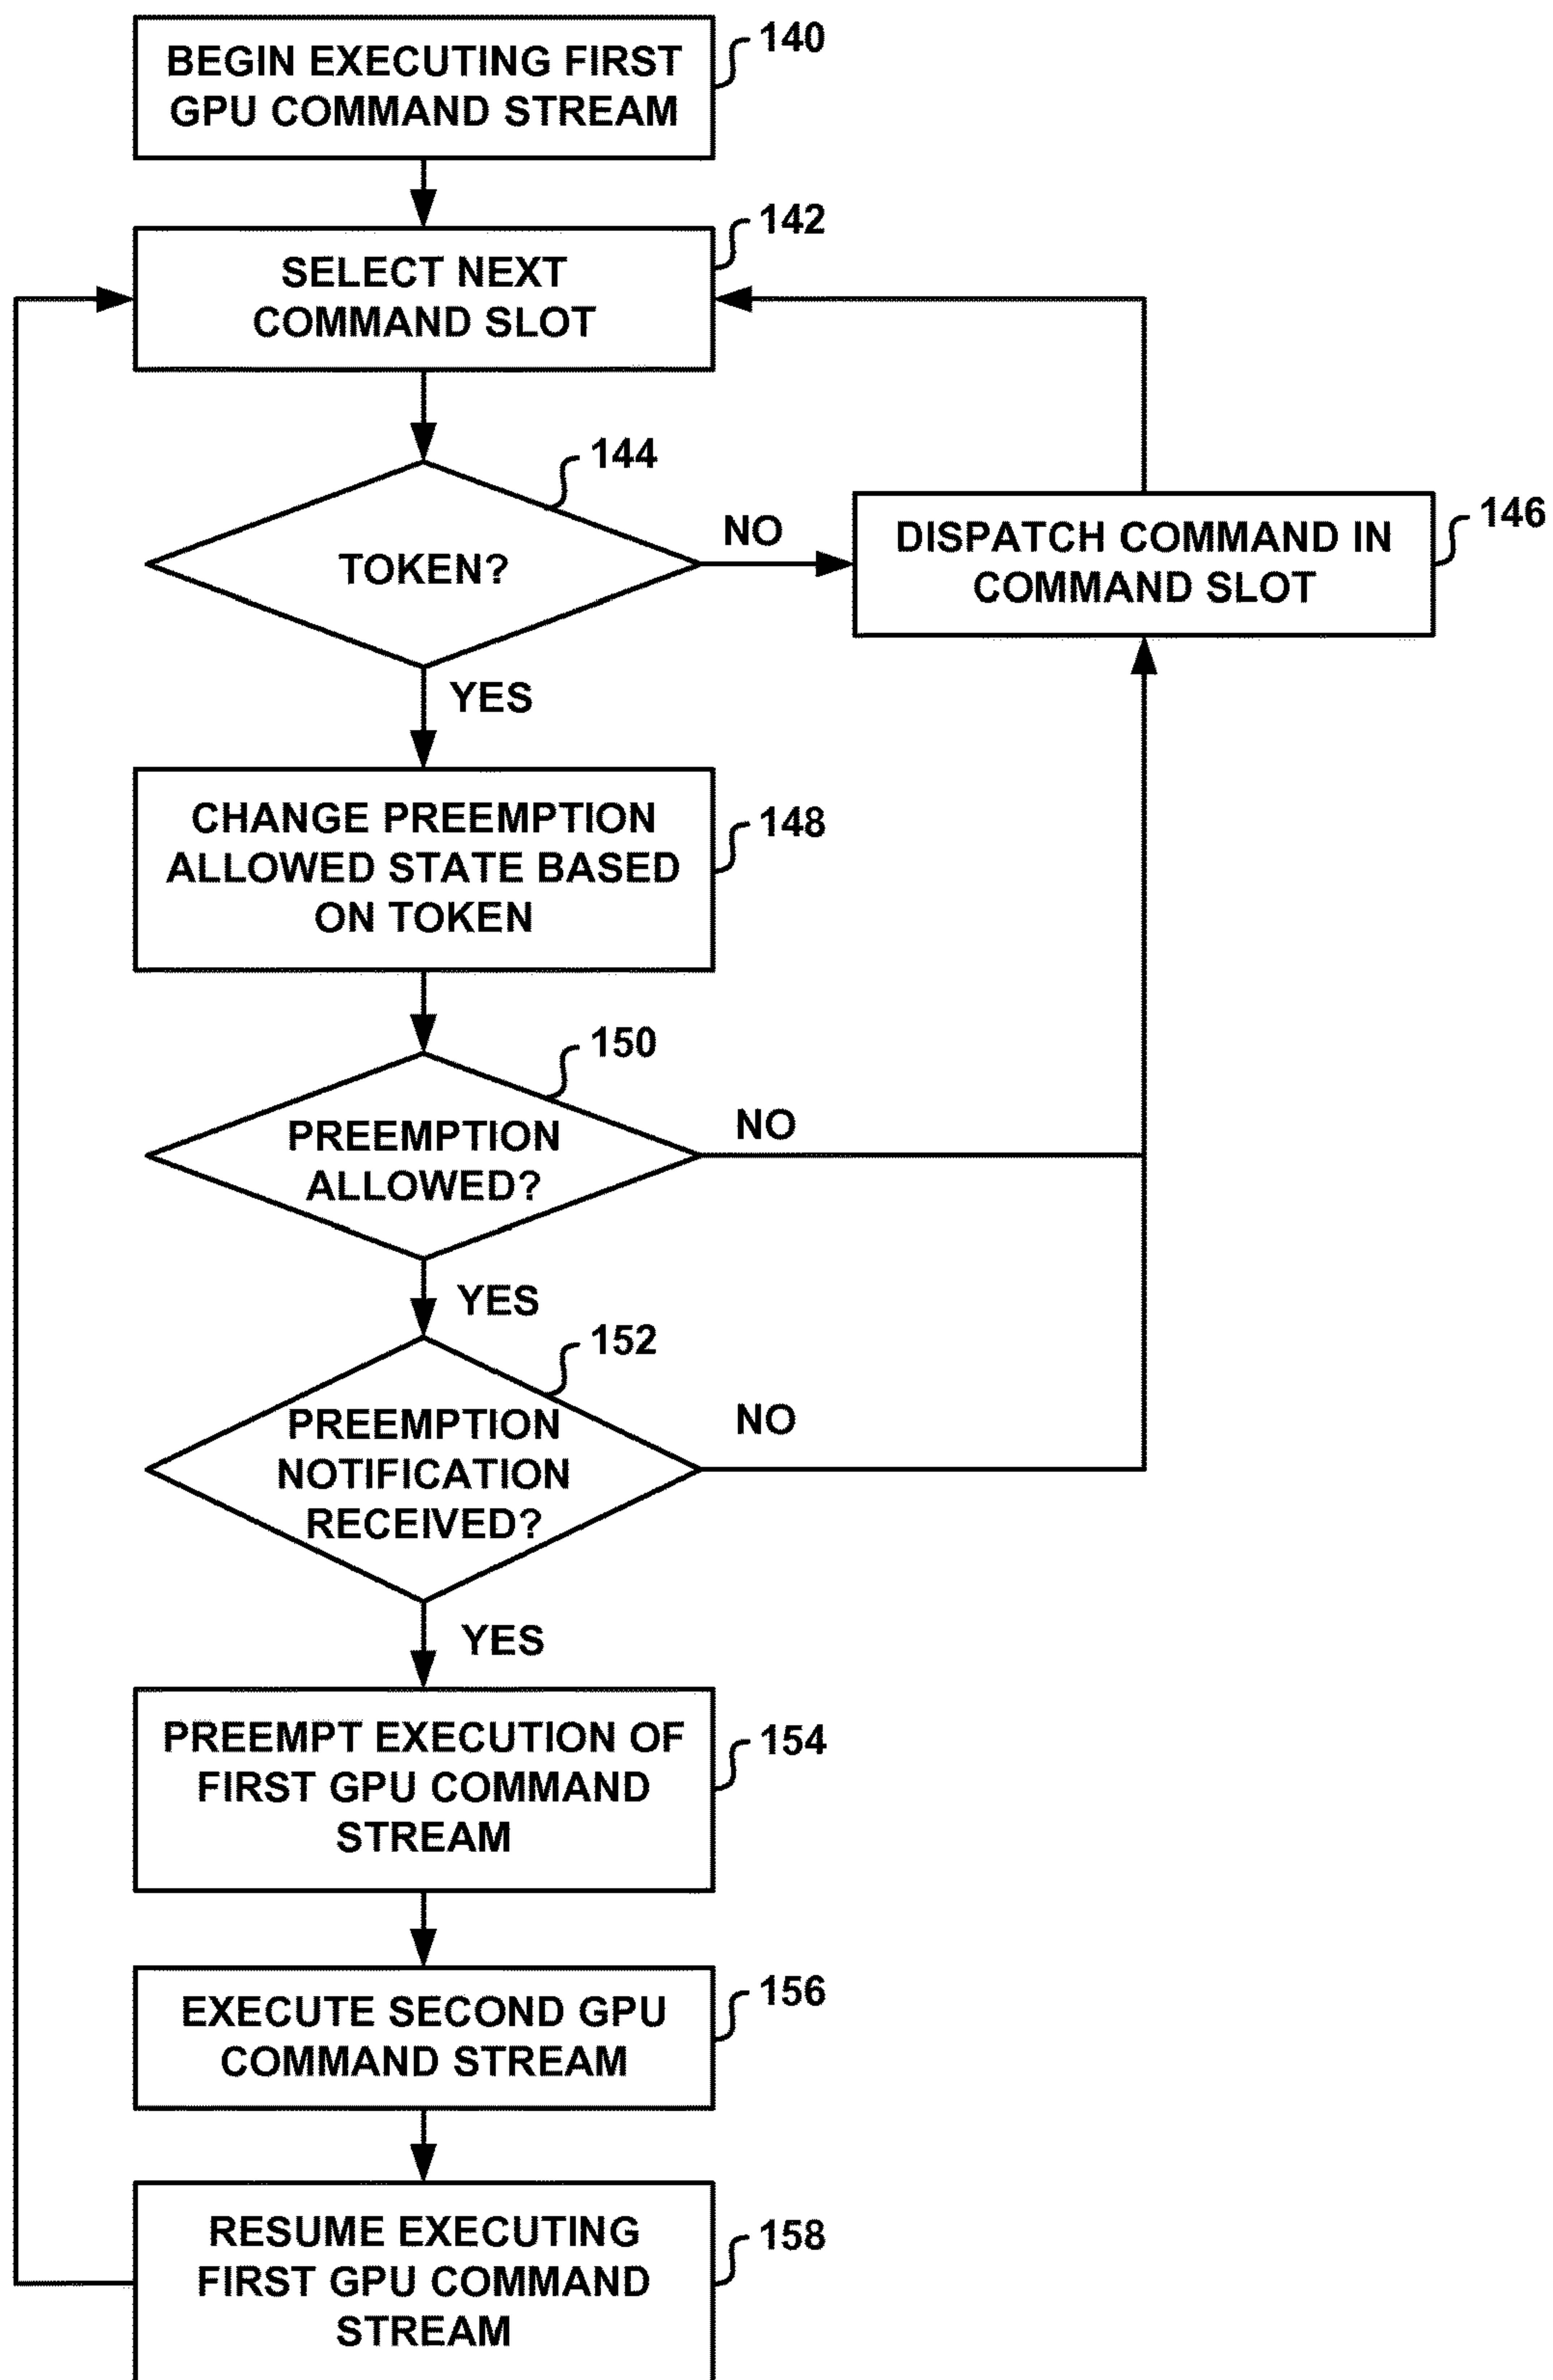 BEGIN EXECUTING FIRST
GPU COMMAND STREAM
140
SELECT NEXT
COMMAND SLOT
142
TOKEN?
144
NO
DISPATCH COMMAND IN
COMMAND SLOT
146
YES
CHANGE PREEMPTION
ALLOWED STATE BASED
ON TOKEN
148
PREEMPTION
ALLOWED?
150
NO
YES
PREEMPTION
NOTIFICATION
RECEIVED?
152
NO
YES
PREEMPT EXECUTION OF
FIRST GPU COMMAND
STREAM
154
EXECUTE SECOND GPU
COMMAND STREAM
156
RESUME EXECUTING
FIRST GPU COMMAND
STREAM
158